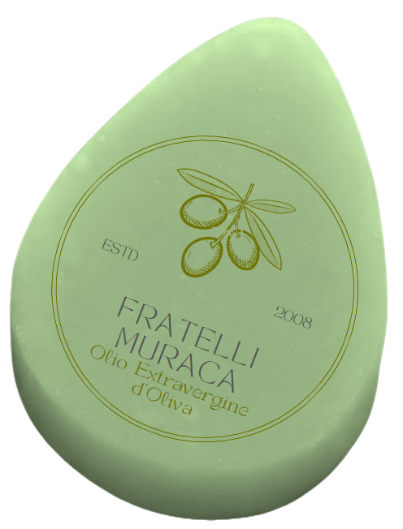 ESTD
2008
FRATELLI
MURACA
Olio Extravergine
d'Oliva